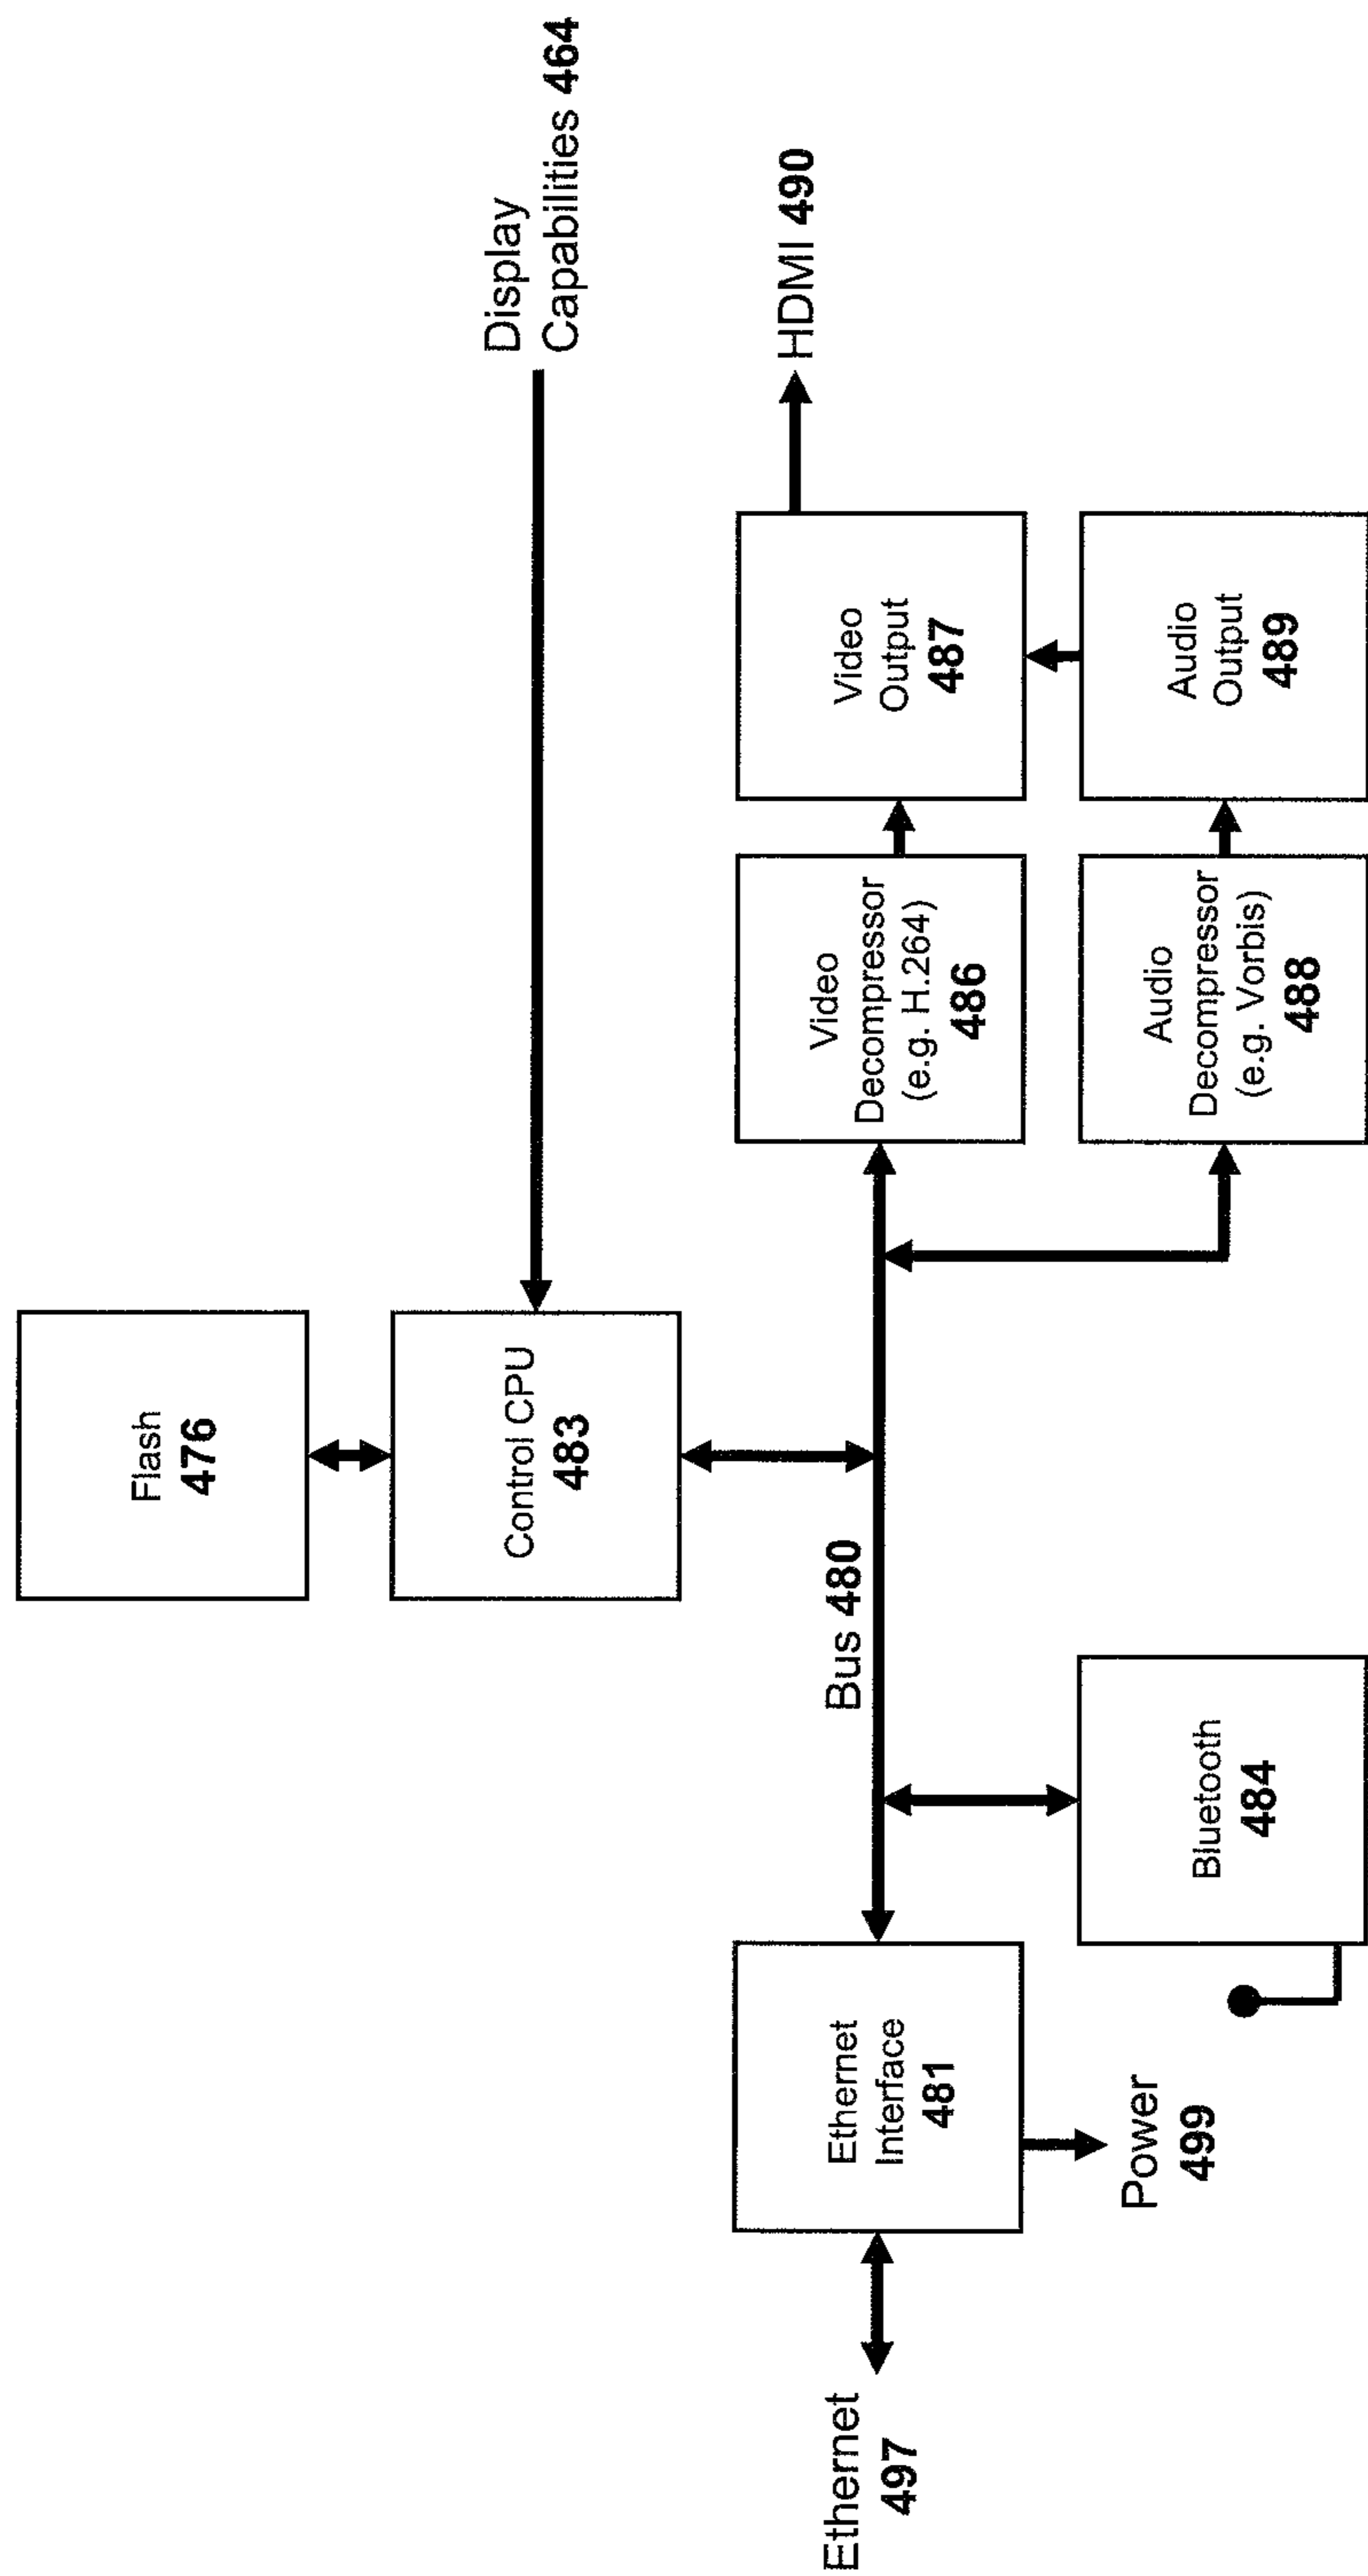 Flash
476
Control CPU
483
Display
Capabilities 464
Bus 480
HDMI 490
Ethernet
497
Ethernet
Interface
481
Video
Decompressor
(e.g. H.264)
486
Video
Output
487
Power
499
Bluetooth
484
Audio
Decompressor
(e.g. Vorbis)
488
Audio
Output
489